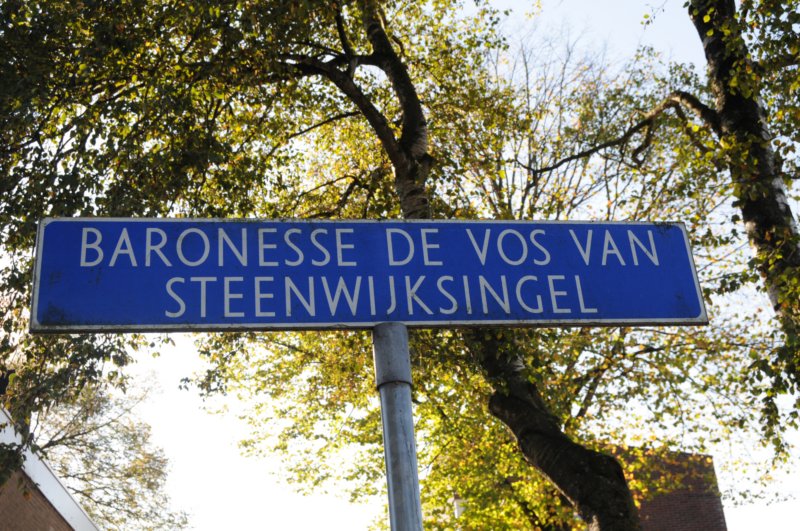 BARONESSE DE VOS VAN
STEENWIJKSINGEL